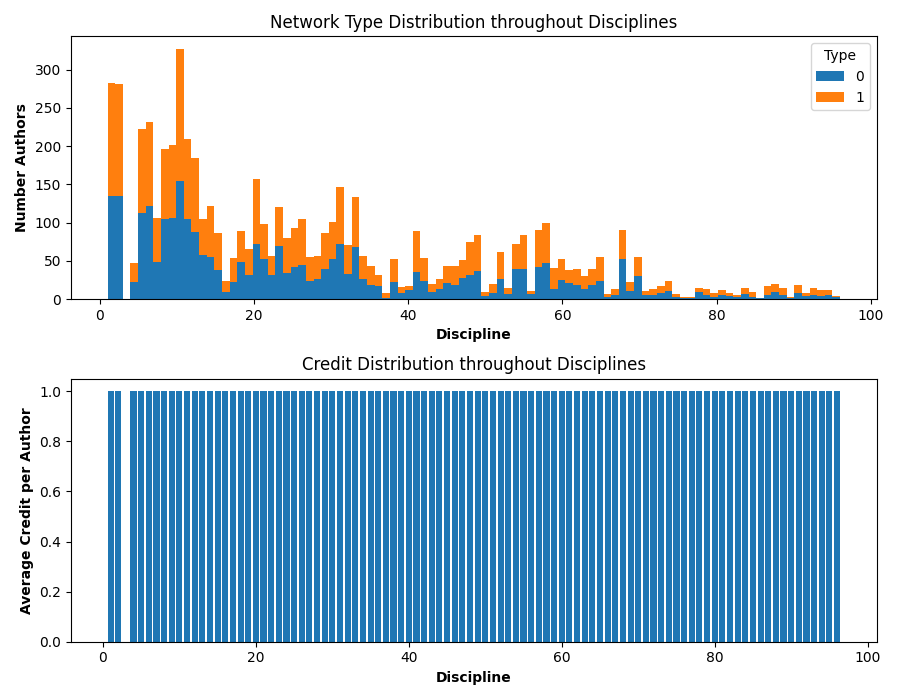 Network Type Distribution throughout Disciplines
Number Authors
300
250
200
150
100
50
0
Type
0
1
0 20 40 60 80 100
Discipline
Credit Distribution throughout Disciplines
Average Credit per Author
1.0
0.8
0.6
0.4
0.2
0.0
0 20 40 60 80 100
Discipline